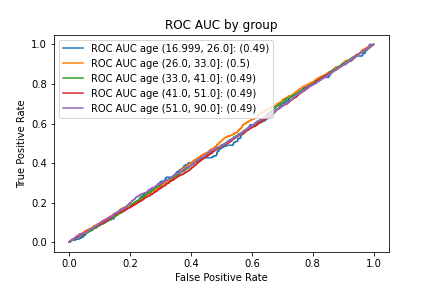 ROC AUC by group
ROC AUC age (16.999, 26.0]: (0.49)
ROC AUC age (26.0, 33.0]: (0.5)
ROC AUC age (33.0, 41.0]: (0.49)
ROC AUC age (41.0, 51.0]: (0.49)
ROC AUC age (51.0, 90.0]: (0.49)
True Positive Rate
1.0
0.8
0.6
0.4
0.2
0.0
0.0 0.2 0.4 0.6 0.8 1.0
False Positive Rate